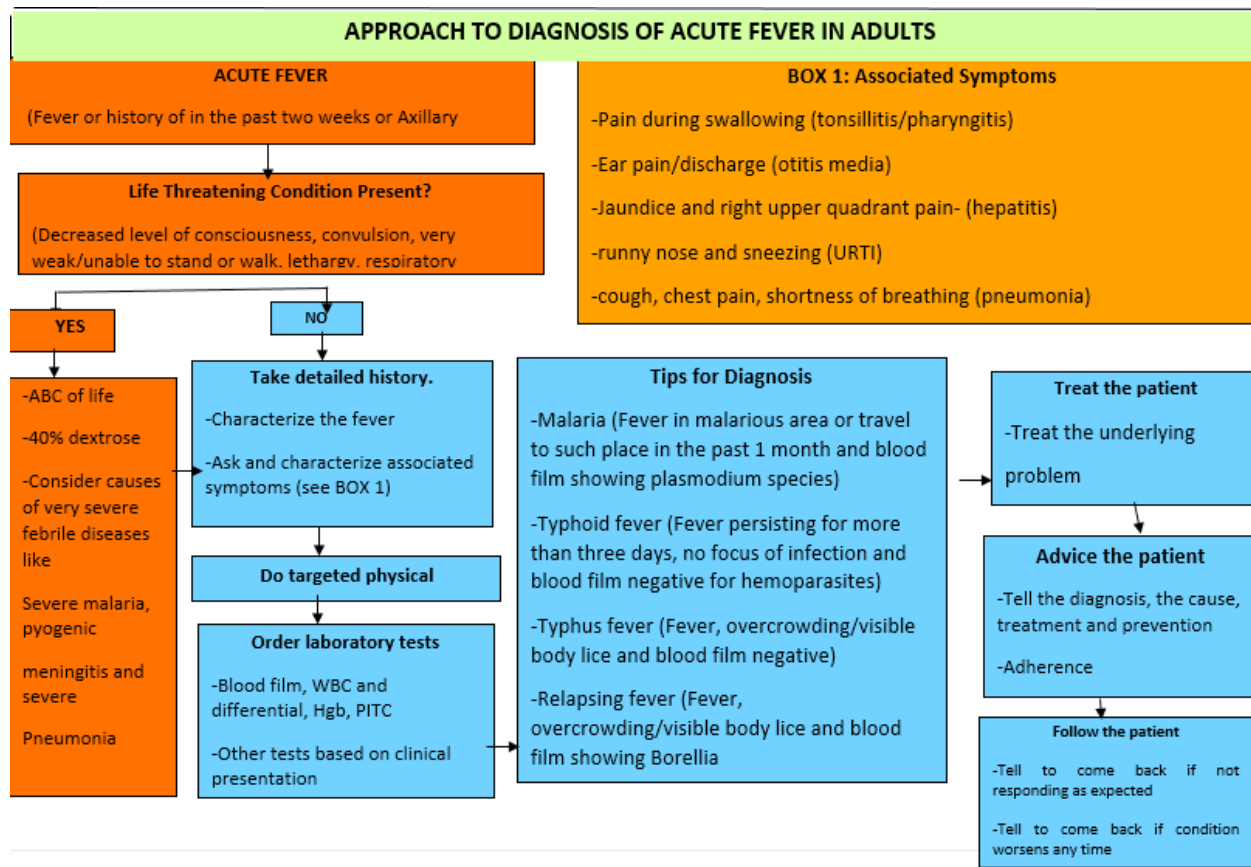 APPROACH TO DIAGNOSIS OF ACUTE FEVER IN ADULTS
ACUTE FEVER
(Fever or history of in the past two weeks or Axillary
Life Threatening Condition Present?
(Decreased level of consciousness, convulsion, very
weak/unable to stand or walk, lethargy, respiratory
YES
NO
-ABC of life
-40% dextrose
-Consider causes
of very severe
febrile diseases
like
Severe malaria,
pyogenic
meningitis and
severe
Pneumonia
Take detailed history.
-Characterize the fever
-Ask and characterize associated
symptoms (see BOX 1)
Do targeted physical
Order laboratory tests
-Blood film, WBC and
differential, Hgb, PITC
-Other tests based on clinical
presentation
BOX 1: Associated Symptoms
-Pain during swallowing (tonsillitis/pharyngitis)
-Ear pain/discharge (otitis media)
-Jaundice and right upper quadrant pain- (hepatitis)
-runny nose and sneezing (URTI)
-cough, chest pain, shortness of breathing (pneumonia)
Tips for Diagnosis
-Malaria (Fever in malarious area or travel
to such place in the past 1 month and blood
film showing plasmodium species)
-Typhoid fever (Fever persisting for more
than three days, no focus of infection and
blood film negative for hemoparasites)
-Typhus fever (Fever, overcrowding/visible
body lice and blood film negative)
-Relapsing fever (Fever,
overcrowding/visible body lice and blood
film showing Borellia
Treat the patient
-Treat the underlying
problem
Advice the patient
-Tell the diagnosis, the cause,
treatment and prevention
-Adherence
Follow the patient
-Tell to come back if not
responding as expected
-Tell to come back if condition
worsens any time